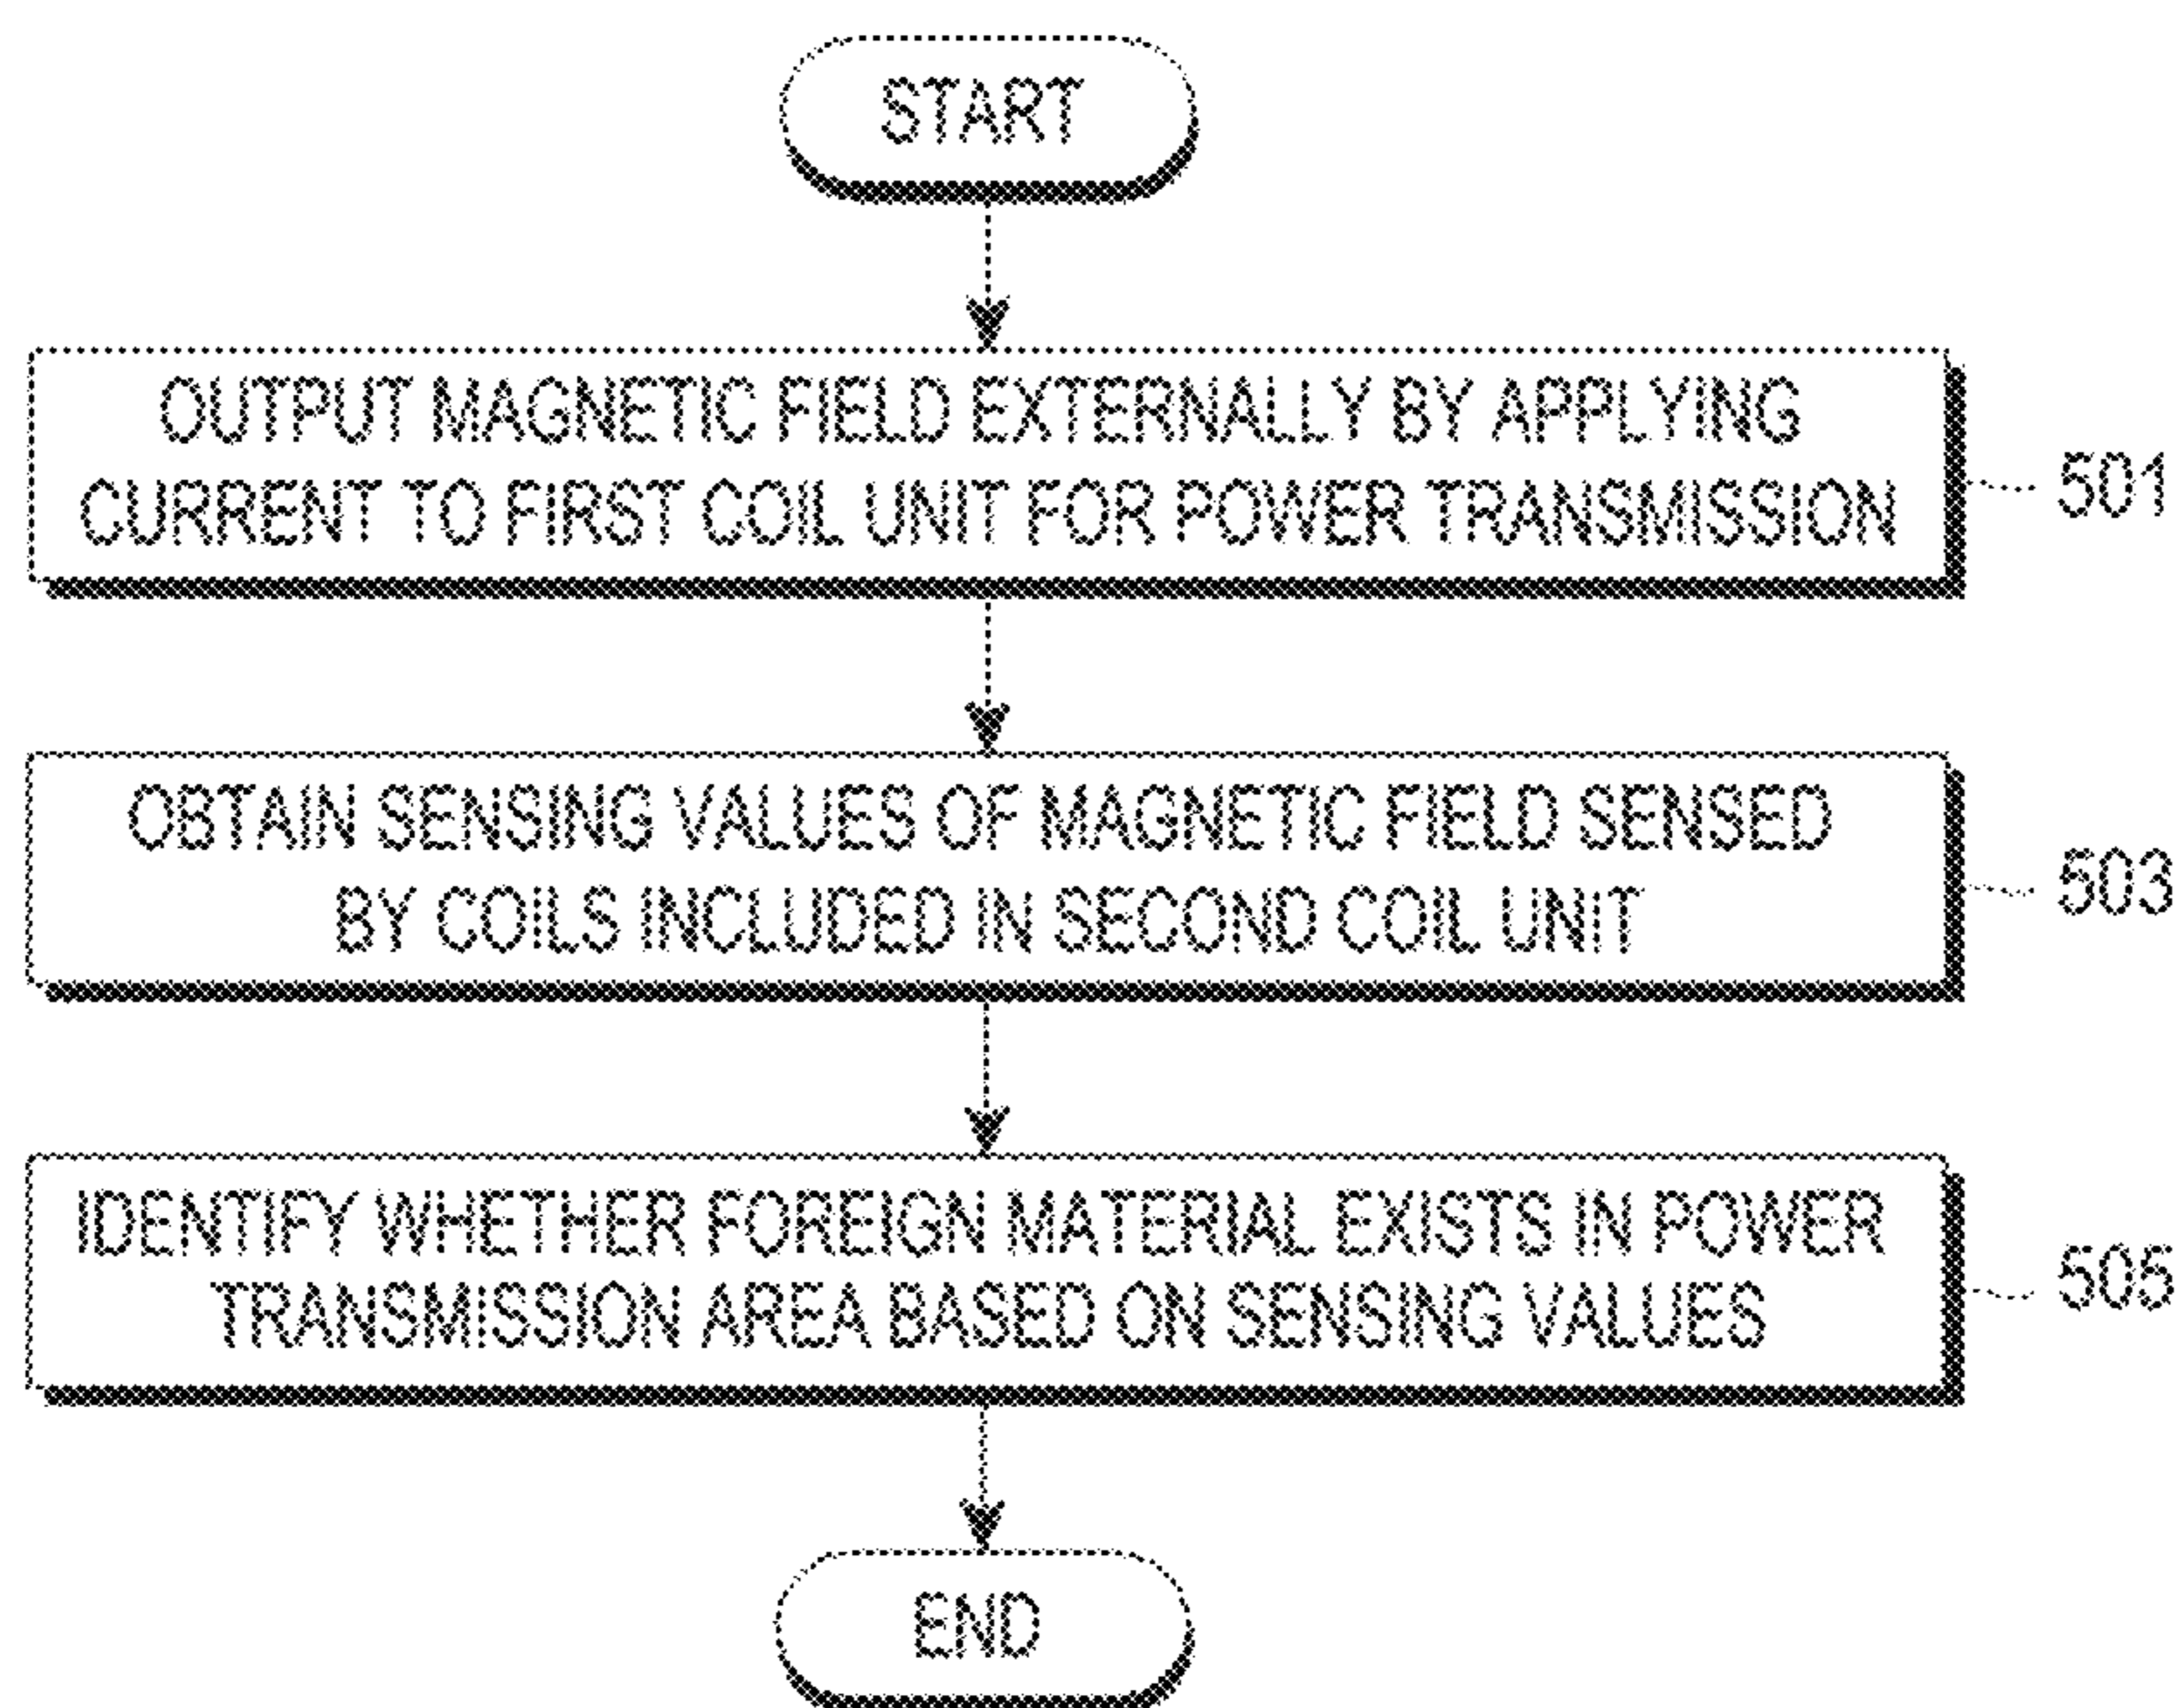 START
OUTPUT MAGNETIC FIELD EXTERNALLY BY APPLYING
CURRENT TO FIRST COIL UNIT FOR POWER TRANSMISSION
501
OBTAIN SENSING VALUES OF MAGNETIC FIELD SENSED
BY COILS INCLUDED IN SECOND COIL UNIT
503
IDENTIFY WHETHER FOREIGN MATERIAL EXISTS IN POWER
TRANSMISSION AREA BASED ON SENSING VALUES
505
END